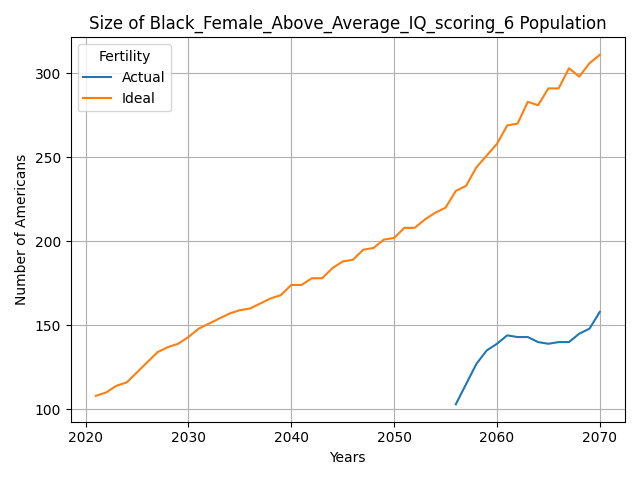 Size of Black_Female_Above_Average_IQ_scoring_6 Population
Fertility
Actual
Ideal
300
250
200
150
100
Number of Americans
2020 2030 2040 2050 2060 2070
Years